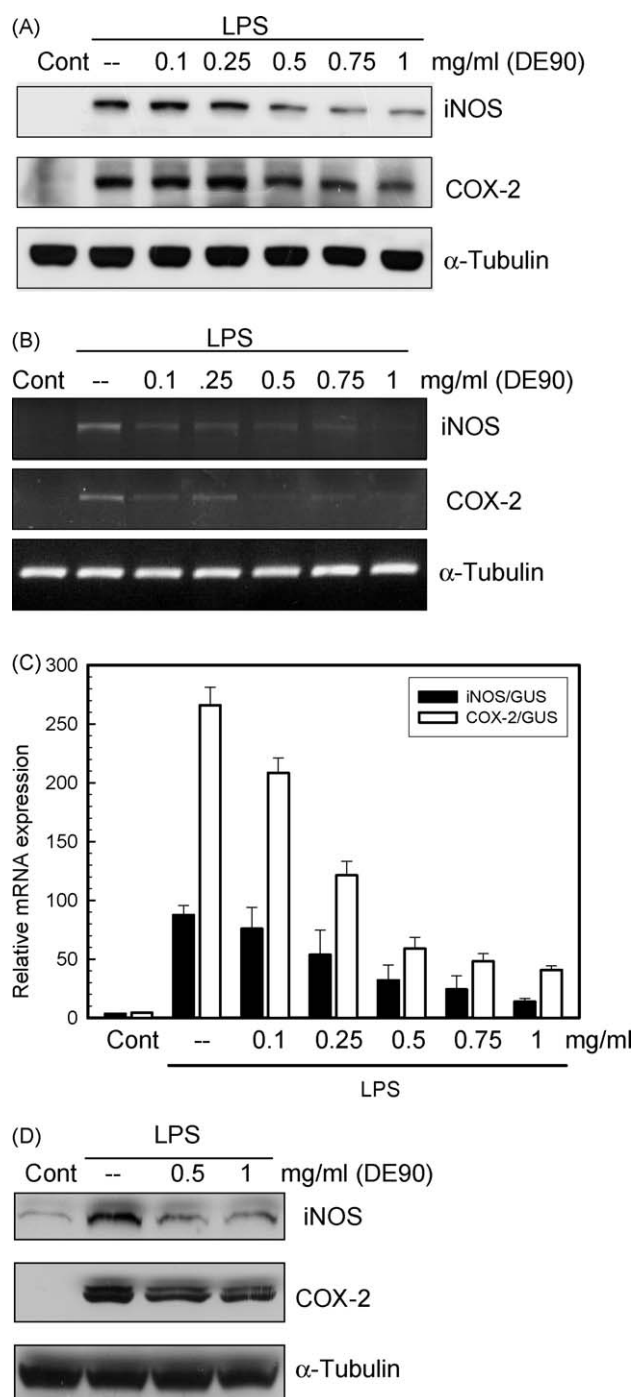 (A)
LPS
Cont -- 0.1 0.25 0.5 0.75 1 mg/ml (DE90)
iNOS
COX-2
α-Tubulin
(B)
LPS
Cont -- 0.1 .25 0.5 0.75 1 mg/ml (DE90)
iNOS
COX-2
α-Tubulin
(C)
300
250
200
150
100
50
0
Relative mRNA expression
iNOS/GUS
COX-2/GUS
Cont -- 0.1 0.25 0.5 0.75 1 mg/ml
LPS
(D)
LPS
Cont -- 0.5 1 mg/ml (DE90)
iNOS
COX-2
α-Tubulin